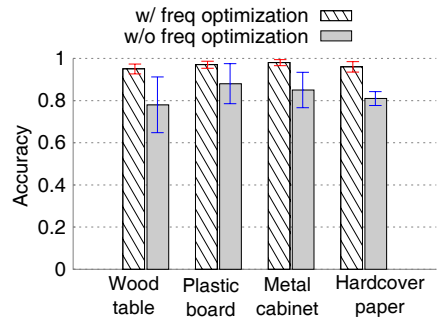 w/ freq optimization
w/o freq optimization
1
0.8
0.6
0.4
0.2
0
Accuracy
Wood table
Plastic board
Metal cabinet
Hardcover paper